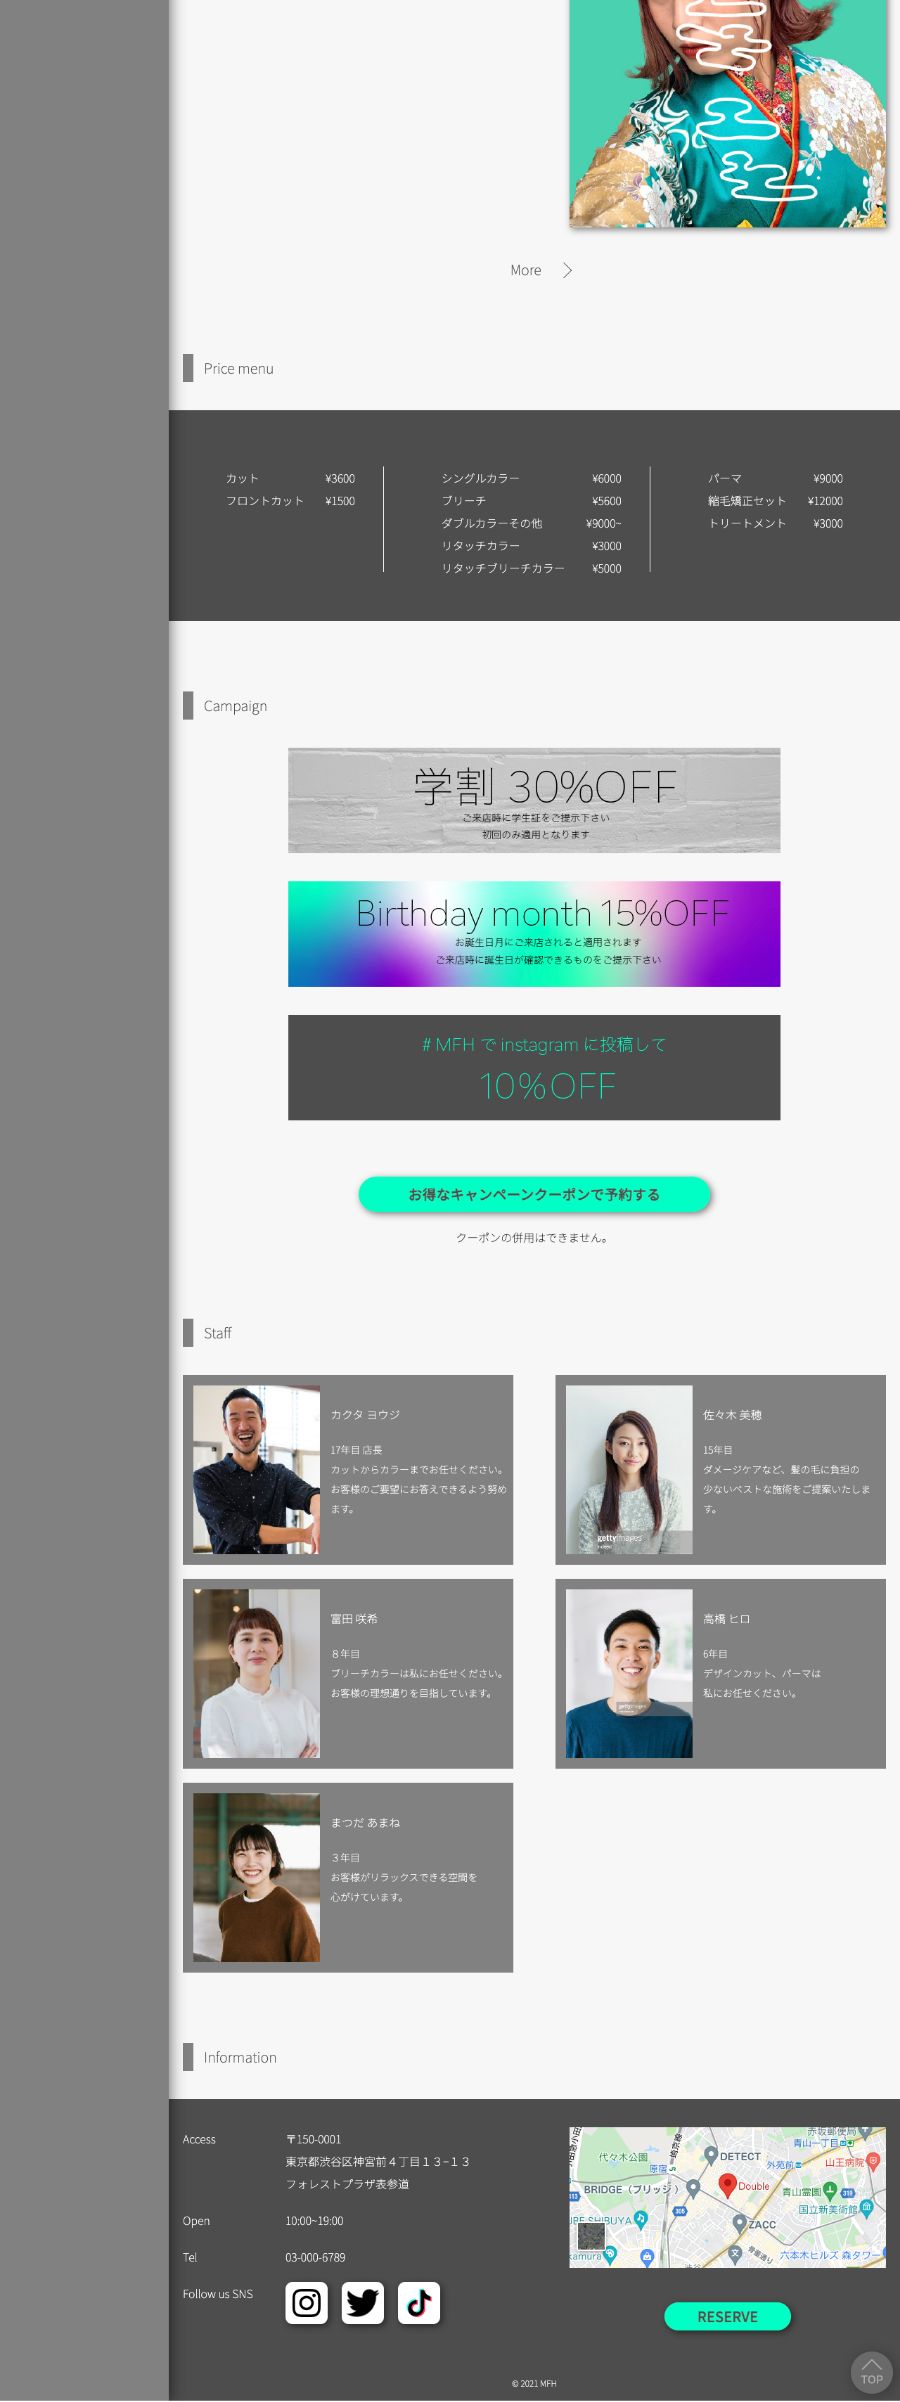 More
Price menu
カット ¥3600
フロントカット ¥1500
シングルカラー ¥6000
ブリーチ ¥5600
ダブルカラーその他 ¥9000~
リタッチカラー ¥3000
リタッチブリーチカラー ¥5000
パーマ ¥9000
縮毛矯正セット ¥12000
トリートメント ¥3000
Campaign
学割 30%OFF
ご来店時に学生証をご提示下さい
初回のみ適用となります
Birthday month 15%OFF
お誕生日月にご来店されると適用されます
ご来店時に誕生日が確認できるものをご提示下さい
# MFH で instagram に投稿して
10%OFF
お得なキャンペーンクーポンで予約する
クーポンの併用はできません。
Staff
カクタ ヨウジ
17年目 店長
カットからカラーまでお任せください。
お客様のご要望にお答えできるよう努め
ます。
佐々木 美穂
15年目
ダメージケアなど、髪の毛に負担の
少ないベストな施術をご提案いたしま
す。
gettyimages
富田 咲希
８年目
ブリーチカラーは私にお任せください。
お客様の理想通りを目指しています。
高橋 ヒロ
6年目
デザインカット、パーマは
私にお任せください。
gettyimages
まつだ あまね
３年目
お客様がリラックスできる空間を
心がけています。
Information
Access
〒150-0001
東京都渋谷区神宮前４丁目１３−１３
フォレストプラザ表参道
Open 10:00~19:00
Tel 03-000-6789
Follow us SNS
赤坂郵便局
青山一丁目
代々木公園
DETECT
原宿
外苑前
山王病院
BRIDGE（ブリッジ）
Double
青山霊園
319
413
305
国立新美術館
UPE SHIBUYA
ZACC
kamura
青山通り
六本木ヒルズ 森タワー
RESERVE
TOP
© 2021 MFH